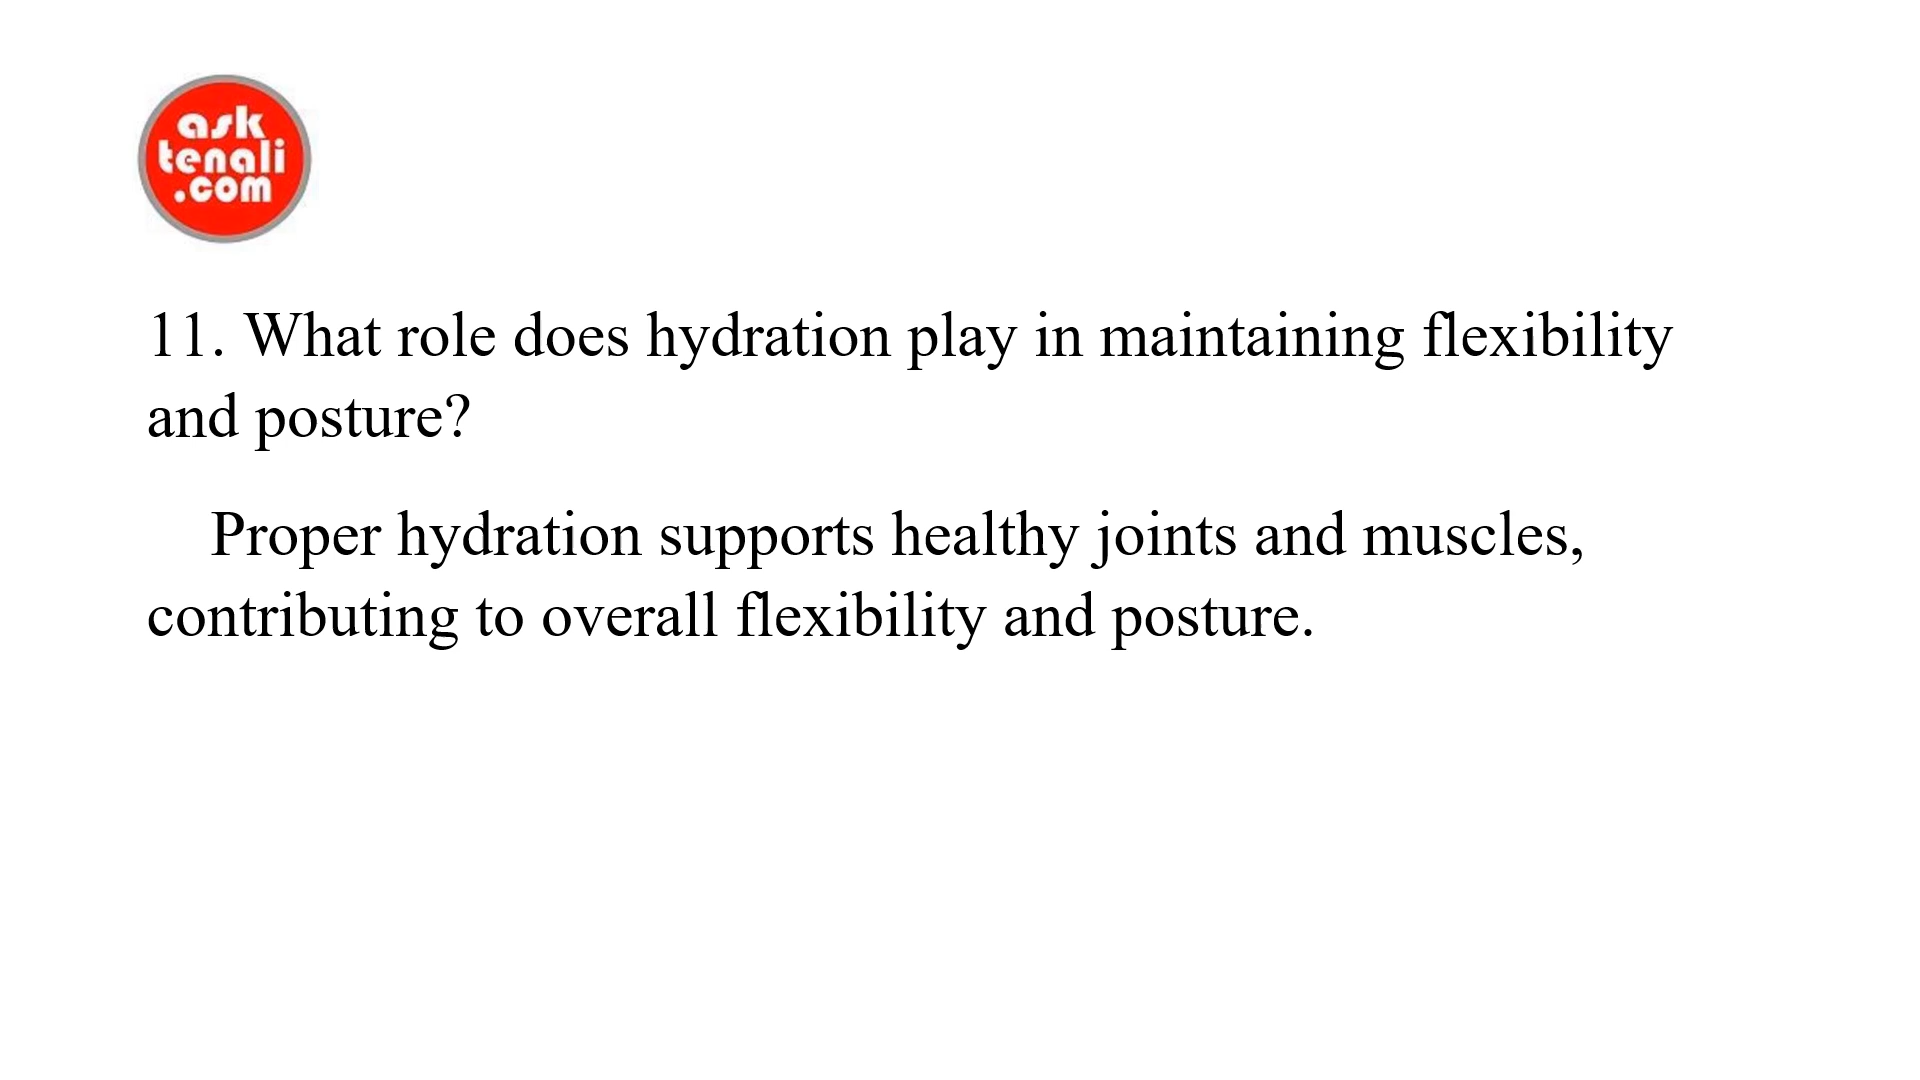 ask
tenali
.com
11. What role does hydration play in maintaining flexibility
and posture?
Proper hydration supports healthy joints and muscles,
contributing to overall flexibility and posture.